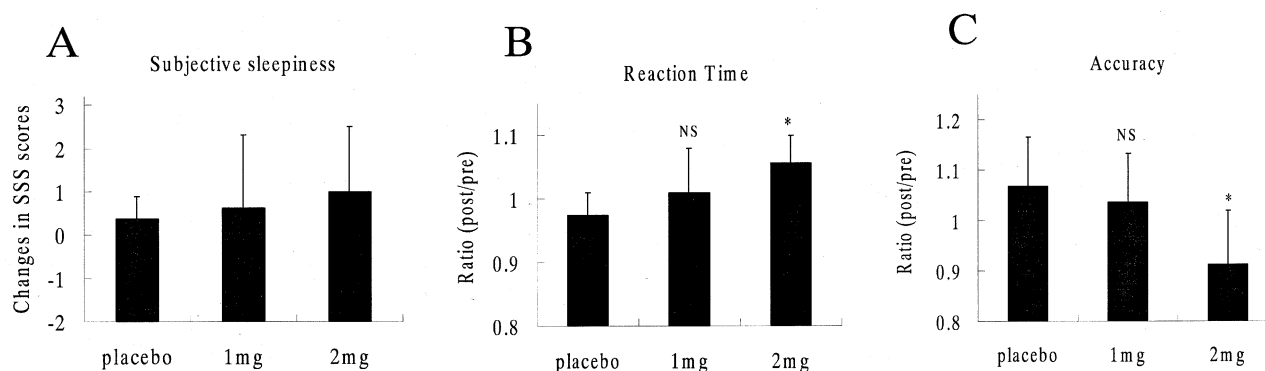 A
Subjective sleepiness
Changes in SSS scores
3
2
1
0
-1
-2
placebo 1mg 2mg
B
Reaction Time
Ratio (post/pre)
1.1
1
0.9
0.8
NS
*
placebo 1mg 2mg
C
Accuracy
Ratio (post/pre)
1.2
1.1
1
0.9
0.8
NS
*
placebo 1mg 2mg